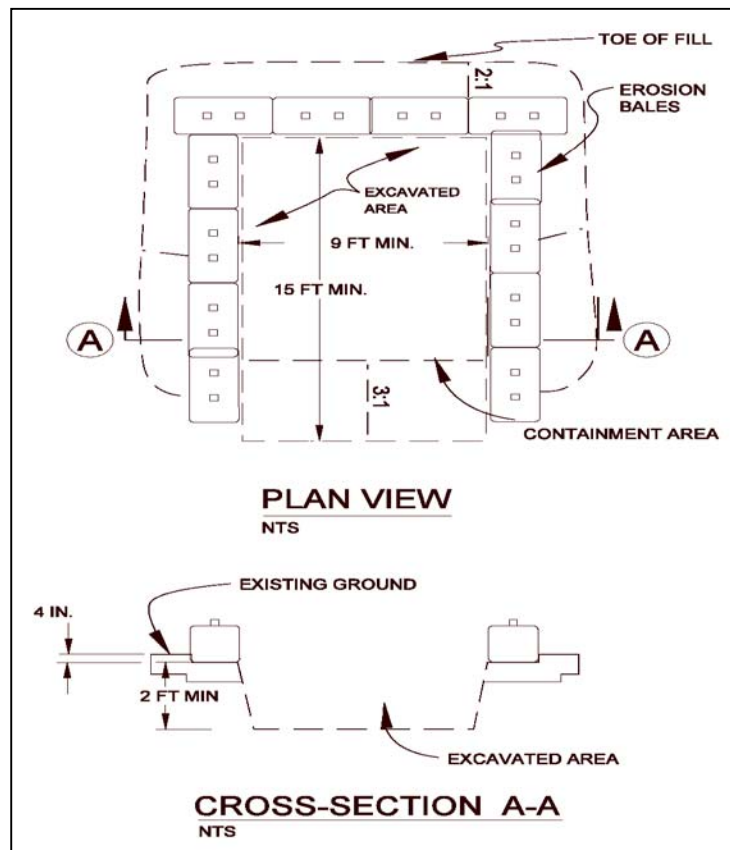 TOE OF FILL
2:1
EROSION
BALES
EXCAVATED
AREA
9 FT MIN.
15 FT MIN.
A
A
3:1
CONTAINMENT AREA
PLAN VIEW
NTS
EXISTING GROUND
4 IN.
2 FT MIN
EXCAVATED AREA
CROSS-SECTION A-A
NTS